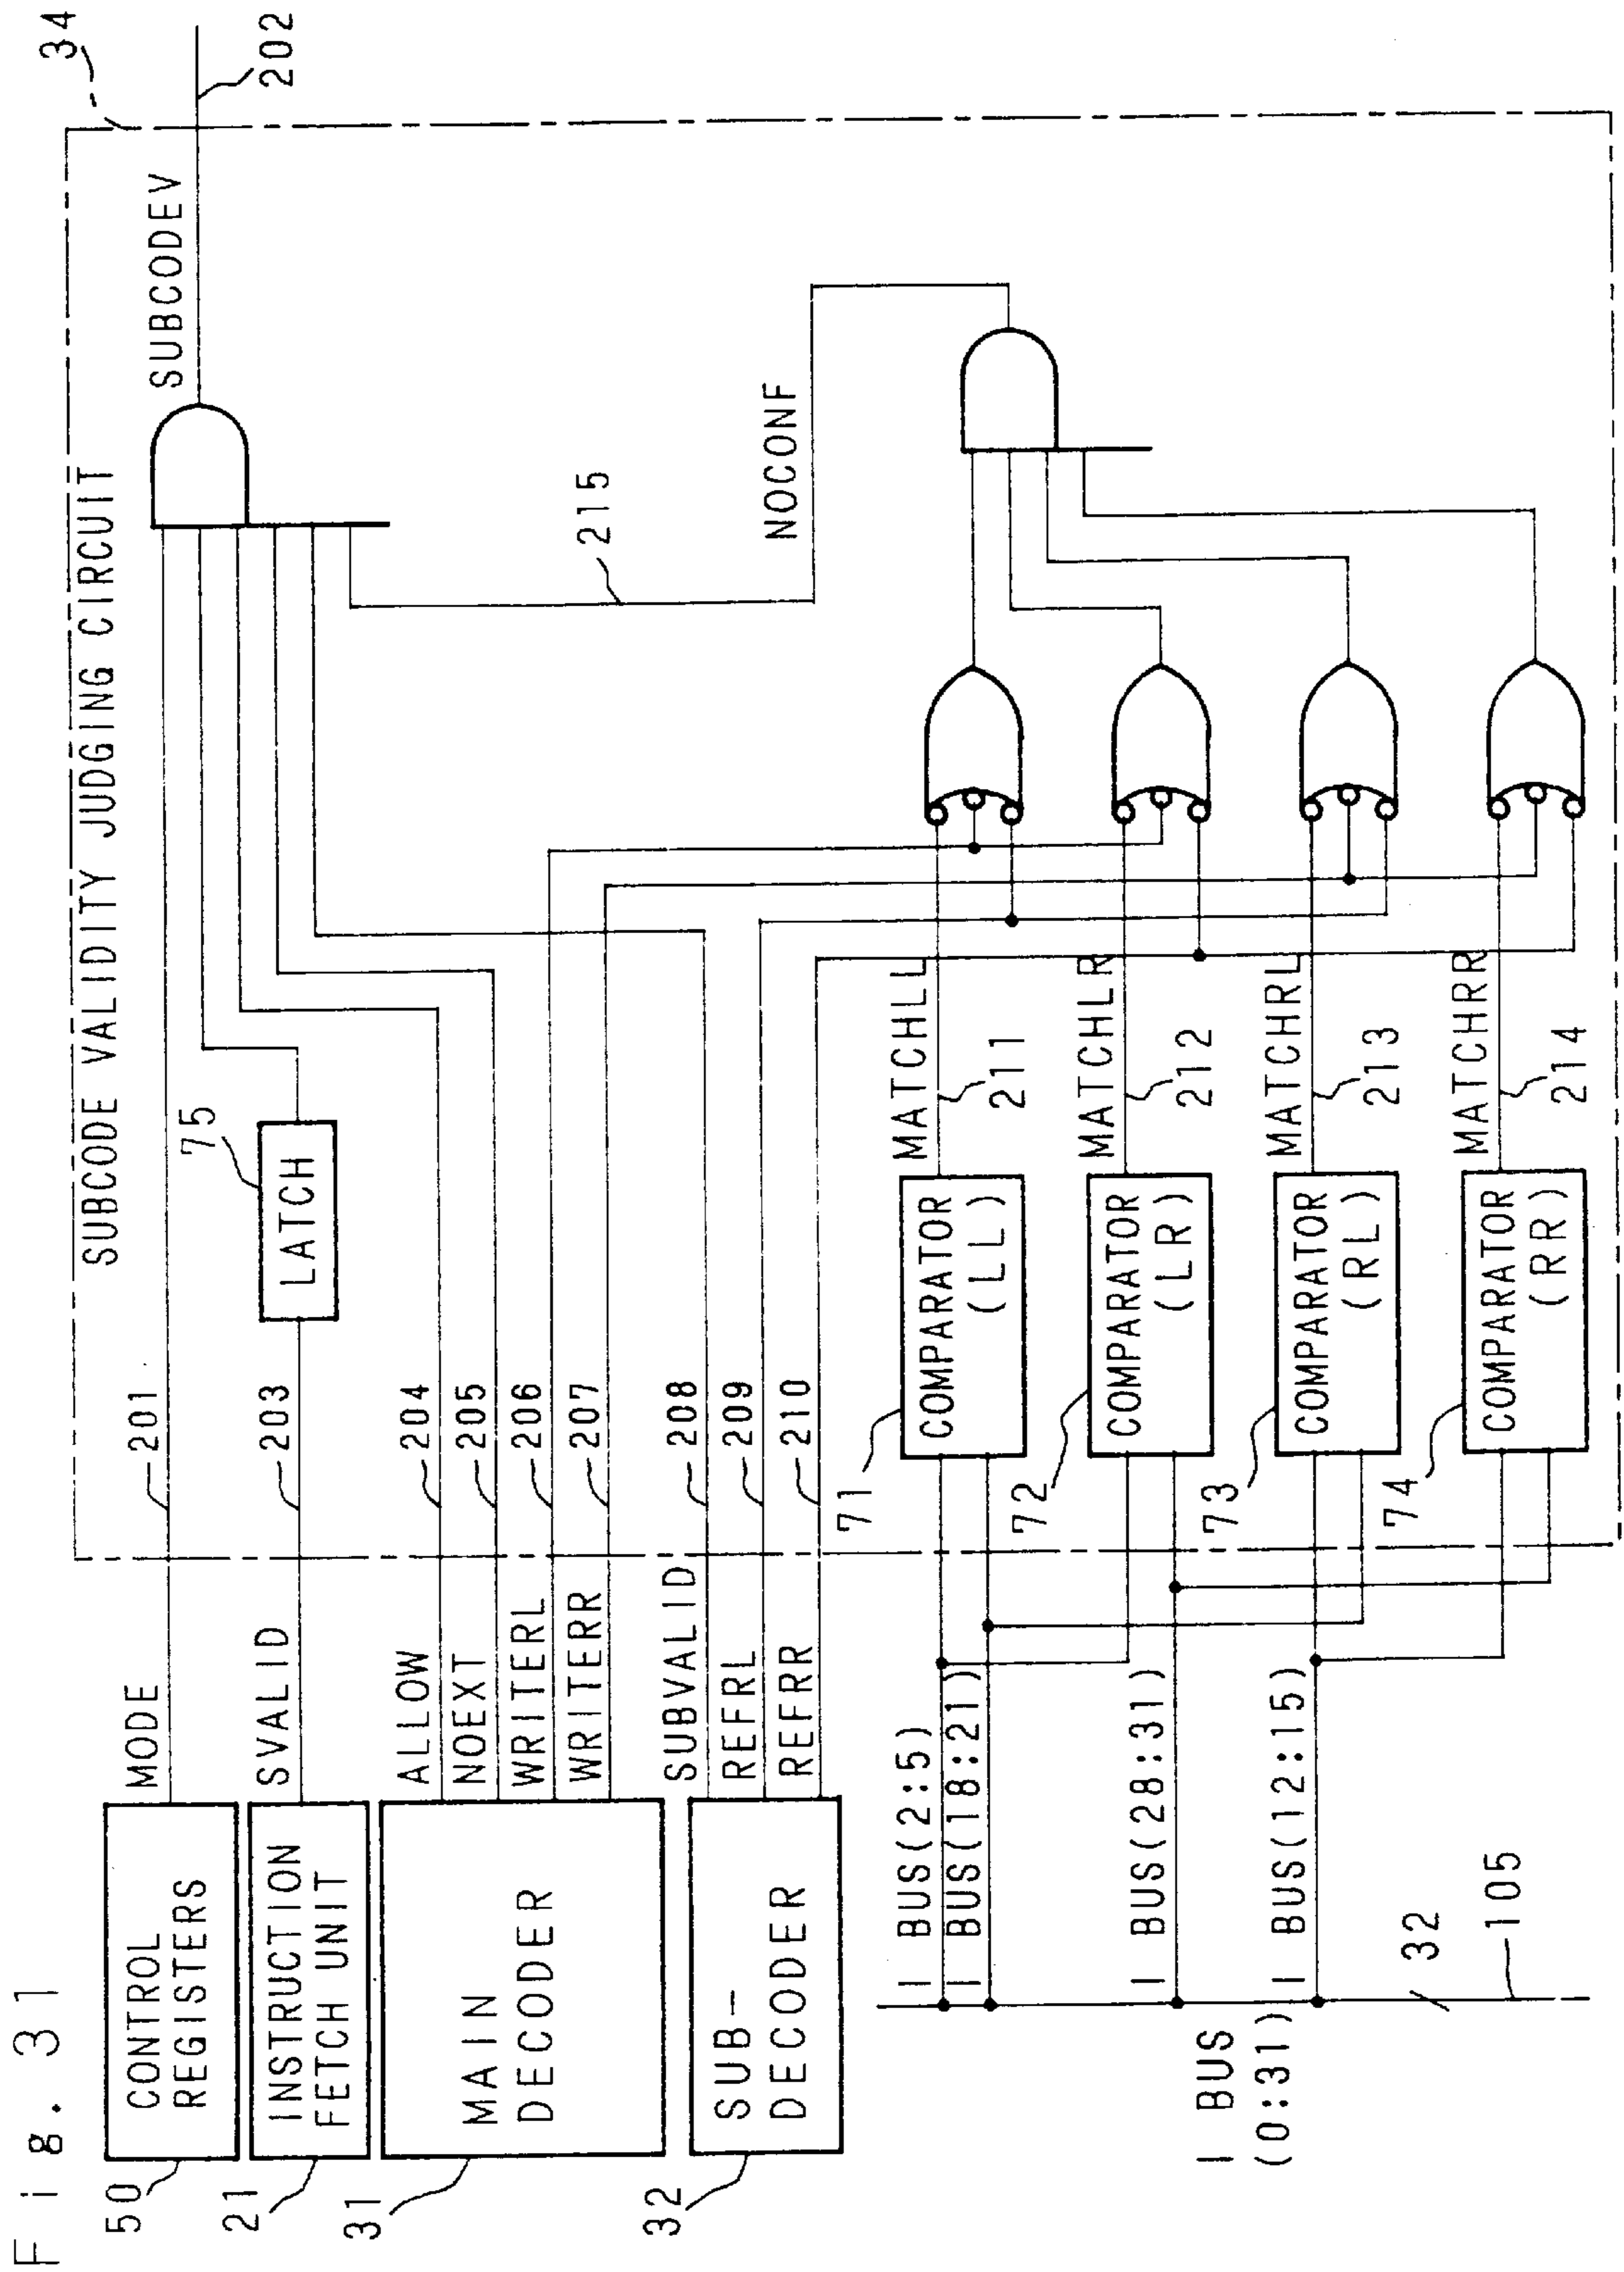 Fig. 31
34
202
SUBCODE VALIDITY JUDGING CIRCUIT
SUBCODEV
50
CONTROL
REGISTERS
MODE
201
21
INSTRUCTION
FETCH UNIT
SVALID
203
LATCH
75
31
MAIN
DECODER
ALLOW
204
NOEXT
205
WRITERL
206
WRITERR
207
215
32
SUB-
DECODER
SUBVALID
208
REFRL
209
REFRR
210
NOCONF
I BUS(2:5)
I BUS(18:21)
71
COMPARATOR
(LL)
MATCHLL
211
I BUS(28:31)
72
COMPARATOR
(LR)
MATCHLR
212
I BUS(12:15)
73
COMPARATOR
(RL)
MATCHRL
213
74
COMPARATOR
(RR)
MATCHRR
214
I BUS
(0:31)
32
105